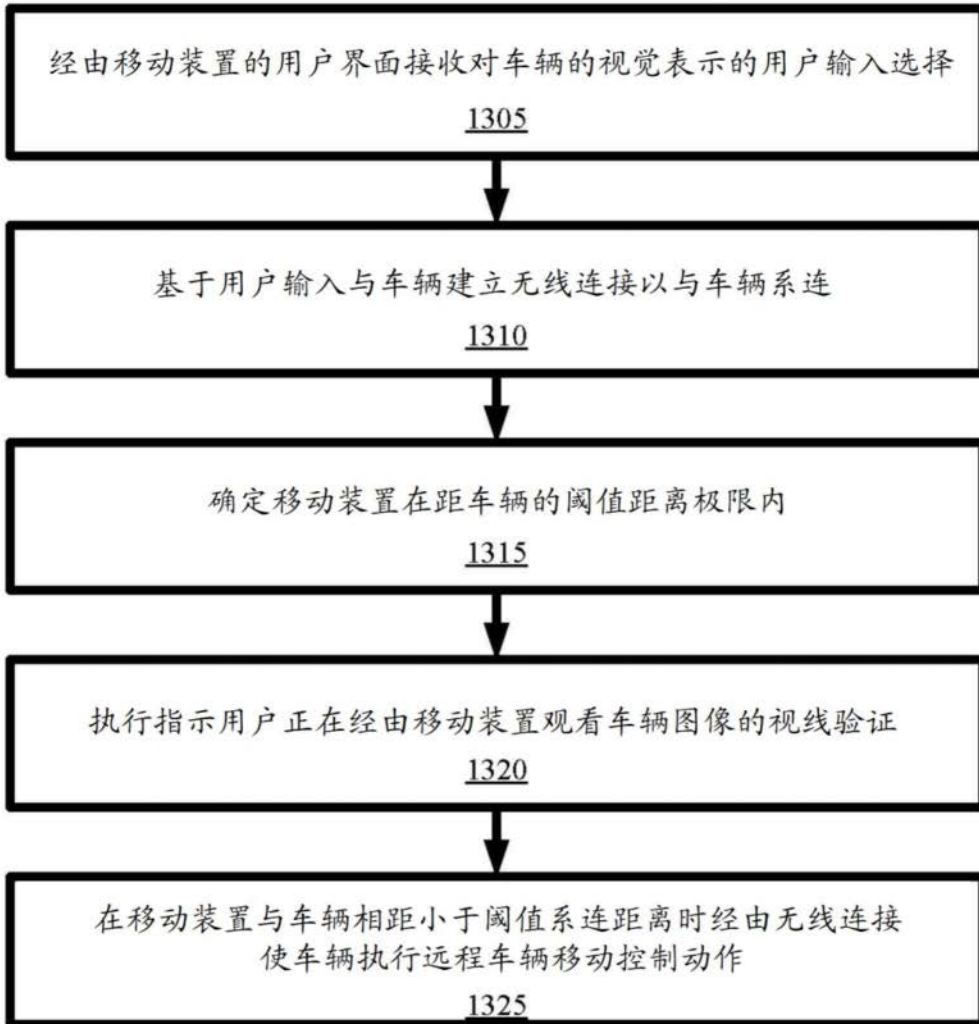 经由移动装置的用户界面接收对车辆的视觉表示的用户输入选择
1305
基于用户输入与车辆建立无线连接以与车辆系连
1310
确定移动装置在距车辆的阈值距离极限内
1315
执行指示用户正在经由移动装置观看车辆图像的视线验证
1320
在移动装置与车辆相距小于阈值系连距离时经由无线连接
使车辆执行远程车辆移动控制动作
1325